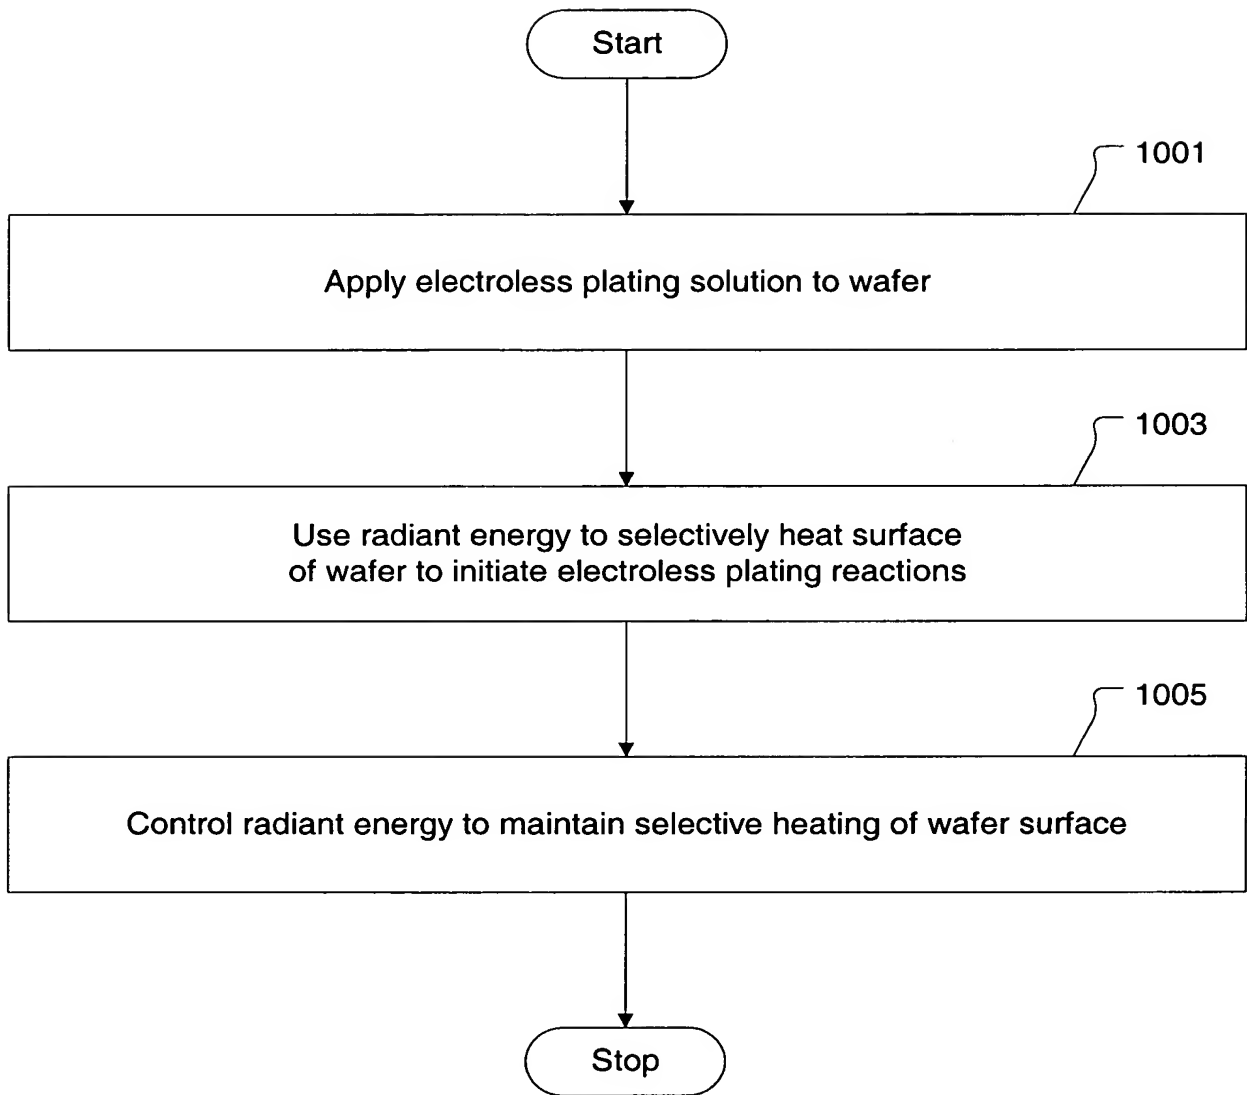 Start
1001
Apply electroless plating solution to wafer
1003
Use radiant energy to selectively heat surface
of wafer to initiate electroless plating reactions
1005
Control radiant energy to maintain selective heating of wafer surface
Stop